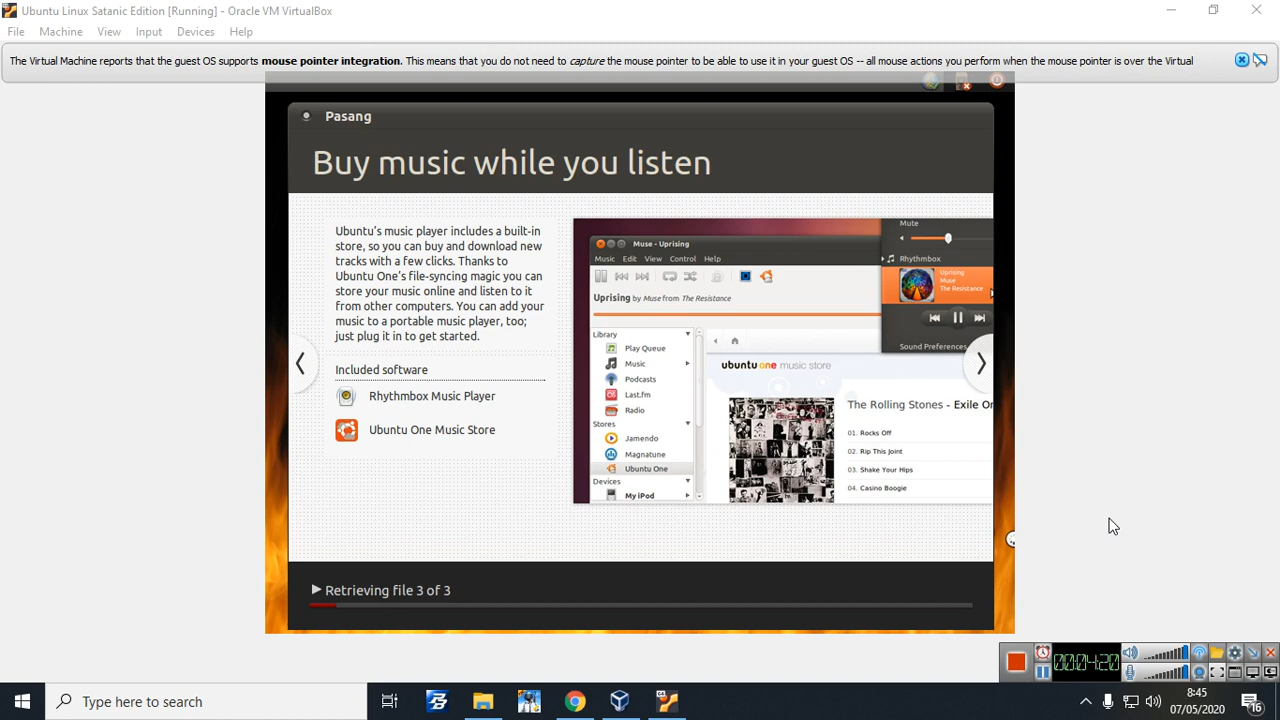 Ubuntu Linux Satanic Edition [Running] - Oracle VM VirtualBox
File Machine View Input Devices Help
The Virtual Machine reports that the guest OS supports mouse pointer integration. This means that you do not need to capture the mouse pointer to be able to use it in your guest OS -- all mouse actions you perform when the mouse pointer is over the Virtual
Pasang
Buy music while you listen
Ubuntu's music player includes a built-in
store, so you can buy and download new
tracks with a few clicks. Thanks to
Ubuntu One's file-syncing magic you can
store your music online and listen to it
from other computers. You can add your
music to a portable music player, too;
just plug it in to get started.
Included software
Rhythmbox Music Player
Ubuntu One Music Store
Muse - Uprising
Music Edit View Control Help
Uprising by Muse from The Resistance
Library
Play Queue
Music
Podcasts
Last.fm
Radio
Stores
Jamendo
Magnatune
Ubuntu One
Devices
My iPod
Mute
Rhythmbox
Uprising
Muse
The Resistance
Sound Preferences
ubuntu one music store
The Rolling Stones - Exile On
01. Rocks Off
02. Rip This Joint
03. Shake Your Hips
04. Casino Boogie
Retrieving file 3 of 3
00:04:20
Type here to search
64
8:45
07/05/2020
16